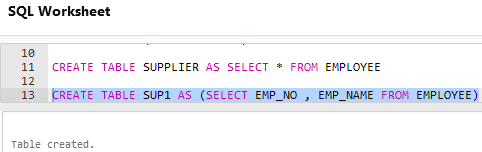 SQL Worksheet
10
11 CREATE TABLE SUPPLIER AS SELECT * FROM EMPLOYEE
12
13 CREATE TABLE SUP1 AS (SELECT EMP_NO , EMP_NAME FROM EMPLOYEE)
Table created.